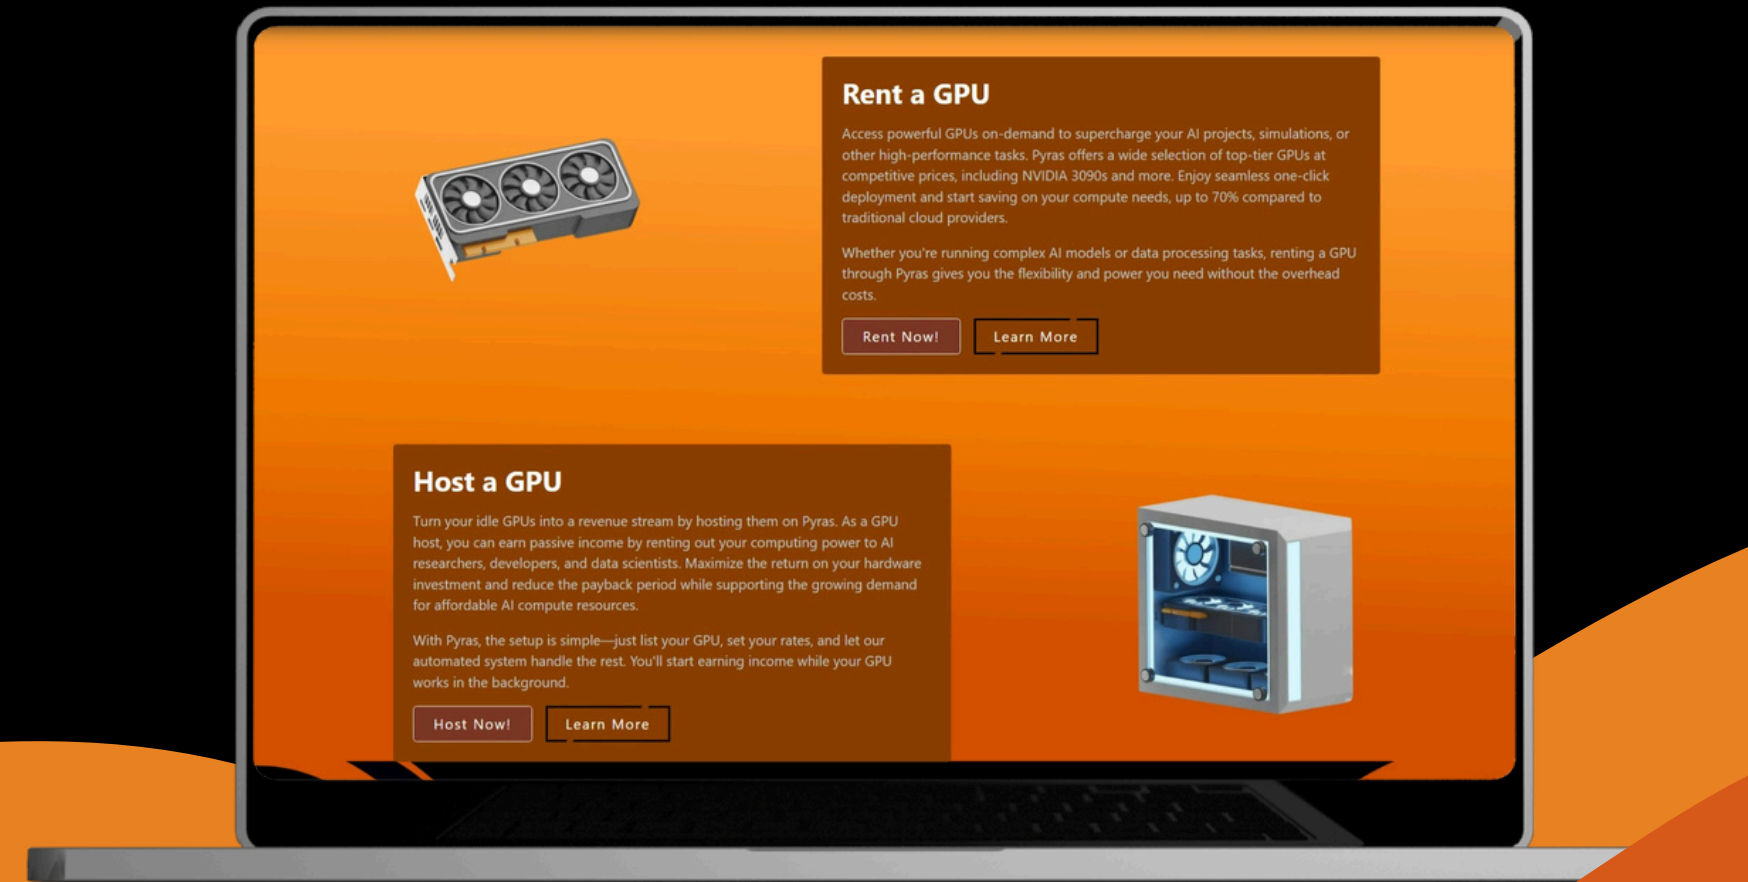 Rent a GPU
Access powerful GPUs on-demand to supercharge your AI projects, simulations, or
other high-performance tasks. Pyras offers a wide selection of top-tier GPUs at
competitive prices, including NVIDIA 3090s and more. Enjoy seamless one-click
deployment and start saving on your compute needs, up to 70% compared to
traditional cloud providers.
Whether you're running complex AI models or data processing tasks, renting a GPU
through Pyras gives you the flexibility and power you need without the overhead
costs.
Rent Now! Learn More
Host a GPU
Turn your idle GPUs into a revenue stream by hosting them on Pyras. As a GPU
host, you can earn passive income by renting out your computing power to AI
researchers, developers, and data scientists. Maximize the return on your hardware
investment and reduce the payback period while supporting the growing demand
for affordable AI compute resources.
With Pyras, the setup is simple—just list your GPU, set your rates, and let our
automated system handle the rest. You'll start earning income while your GPU
works in the background.
Host Now! Learn More